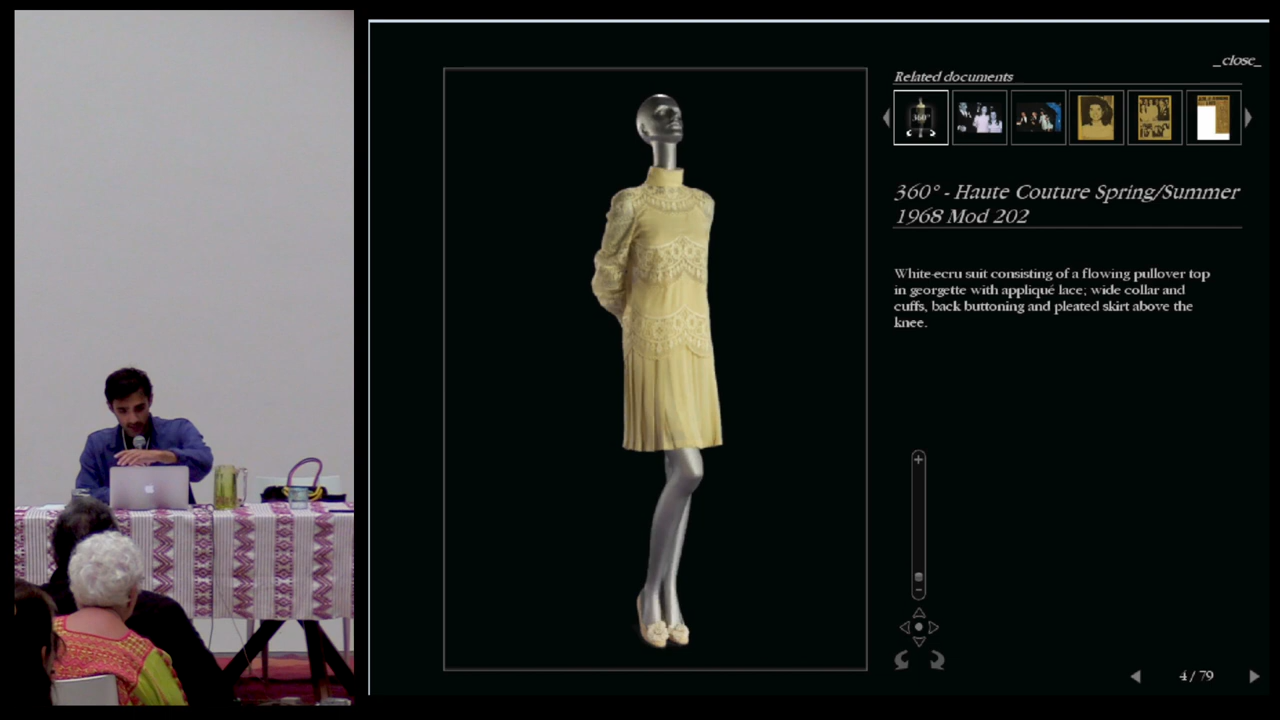 _close_
Related documents
360°
360° - Haute Couture Spring/Summer
1968 Mod 202
White-ecru suit consisting of a flowing pullover top
in georgette with appliqué lace; wide collar and
cuffs, back buttoning and pleated skirt above the
knee.
4 / 79